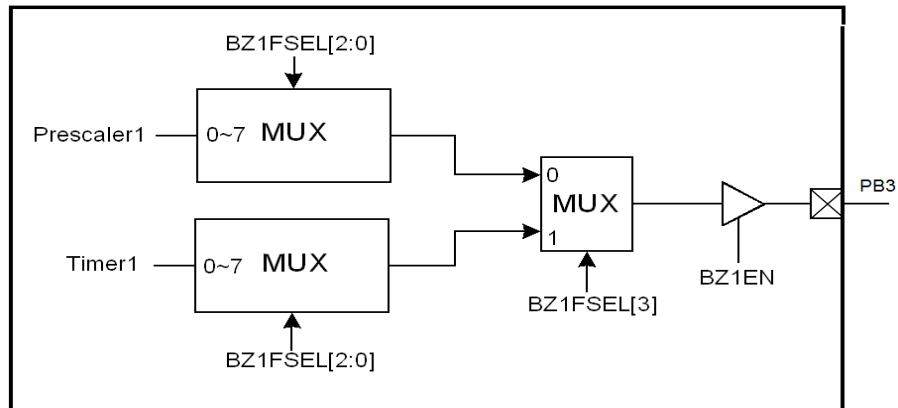 BZ1FSEL[2:0]
Prescaler1
0~7 MUX
0
MUX
1
PB3
Timer1
0~7 MUX
BZ1EN
BZ1FSEL[3]
BZ1FSEL[2:0]